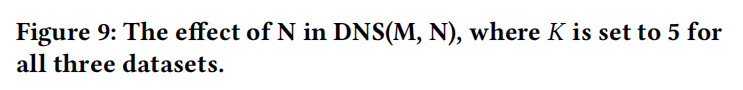 Figure 9: The effect of N in DNS(M, N), where K is set to 5 for
all three datasets.